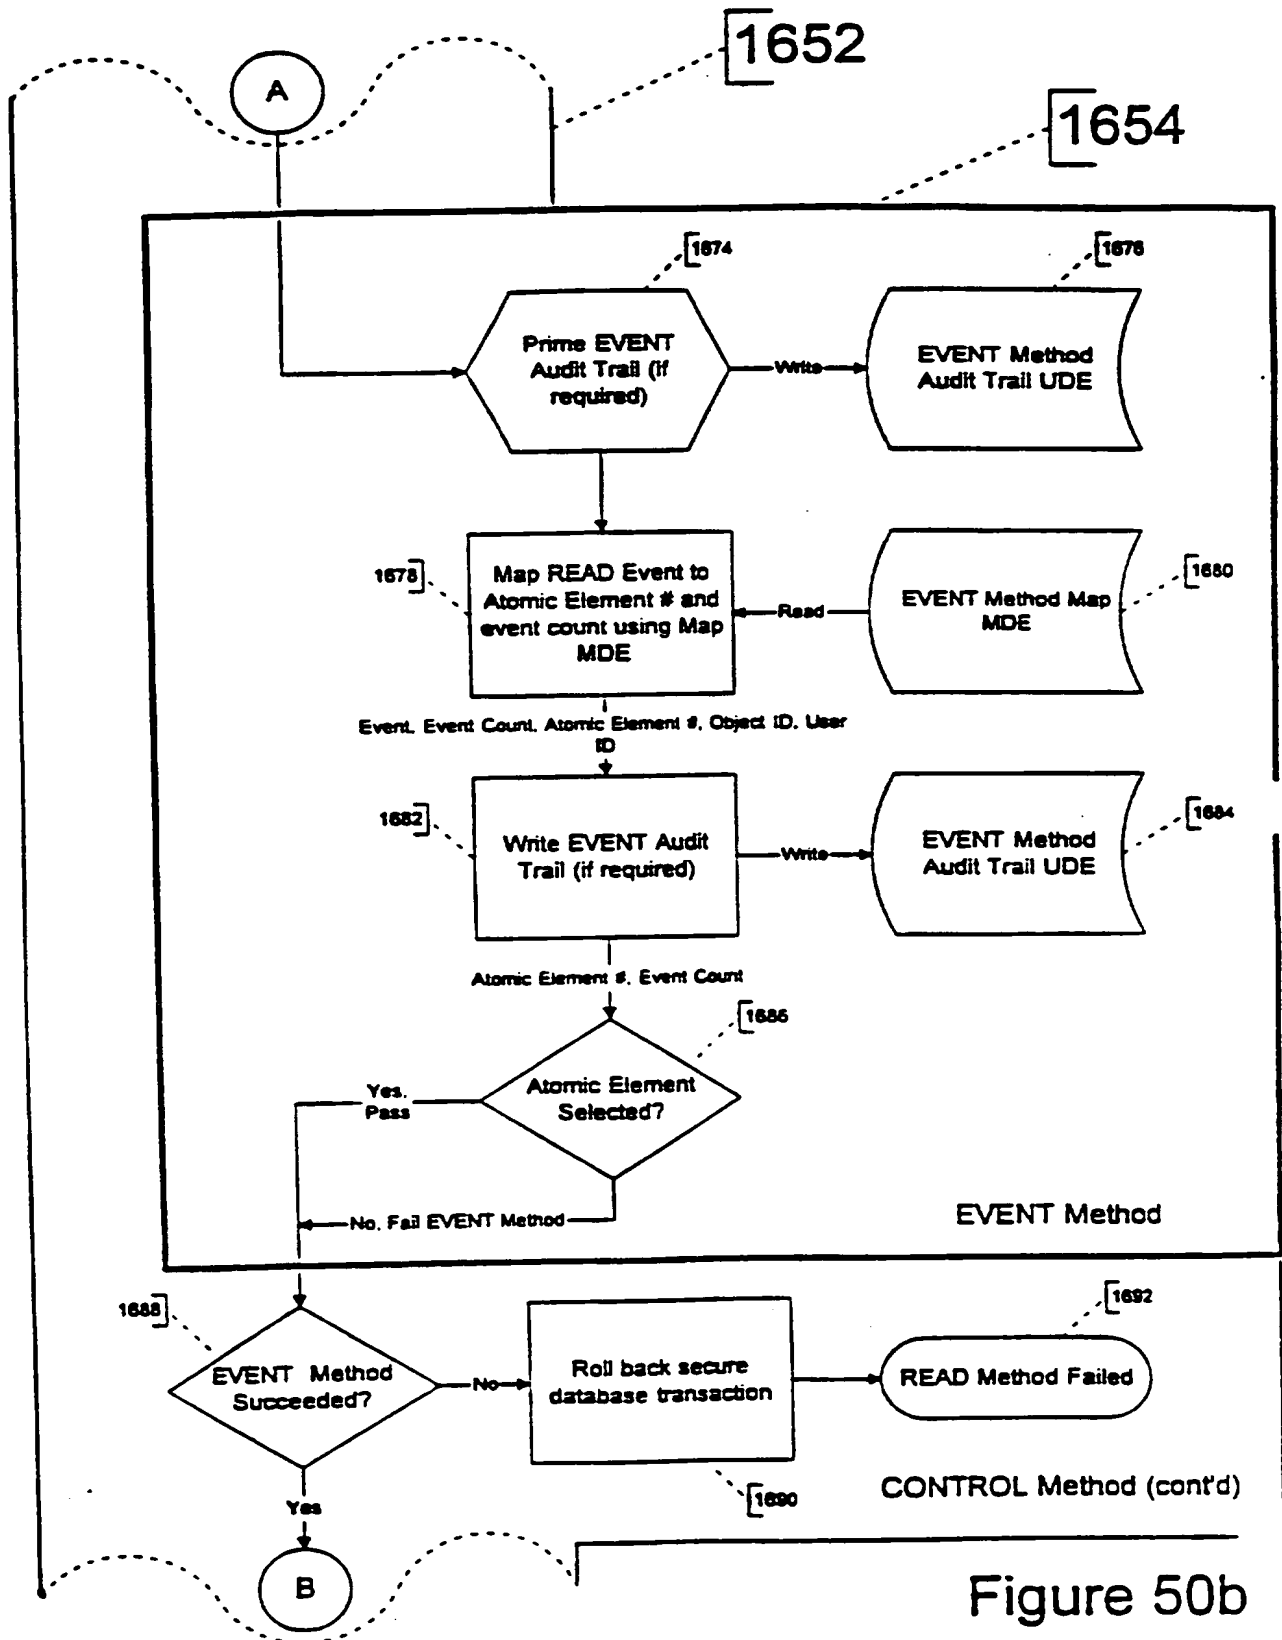 1652
A
1654
1674
1676
Prime EVENT
Audit Trail (if
required)
Write
EVENT Method
Audit Trail UDE
1678
Map READ Event to
Atomic Element # and
event count using Map
MDE
Read
EVENT Method Map
MDE
1680
Event, Event Count, Atomic Element #, Object ID, User
ID
1682
Write EVENT Audit
Trail (if required)
Write
EVENT Method
Audit Trail UDE
1684
Atomic Element #, Event Count
1686
Atomic Element
Selected?
Yes,
Pass
No, Fail EVENT Method
EVENT Method
1688
EVENT Method
Succeeded?
No
Roll back secure
database transaction
1692
READ Method Failed
1690
CONTROL Method (cont'd)
Yes
B
Figure 50b